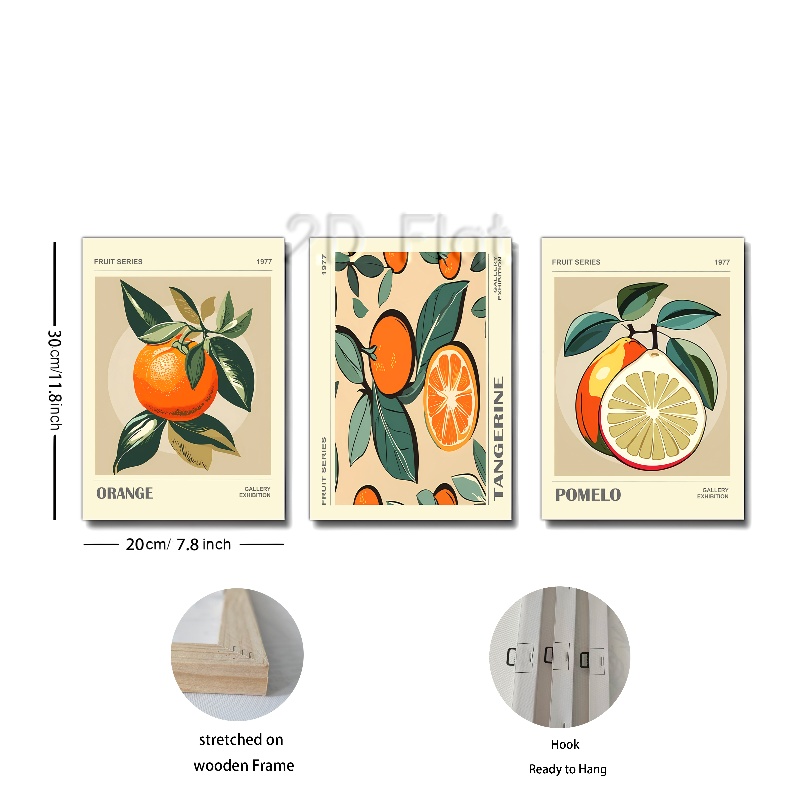 2D Flat
FRUIT SERIES
1977
ORANGE
GALLERY
EXHIBITION
1977
GALLERY
EXHIBITION
FRUIT SERIES
TANGERINE
FRUIT SERIES
1977
POMELO
GALLERY
EXHIBITION
30cm/11.8inch
20cm/ 7.8 inch
stretched on
wooden Frame
Hook
Ready to Hang